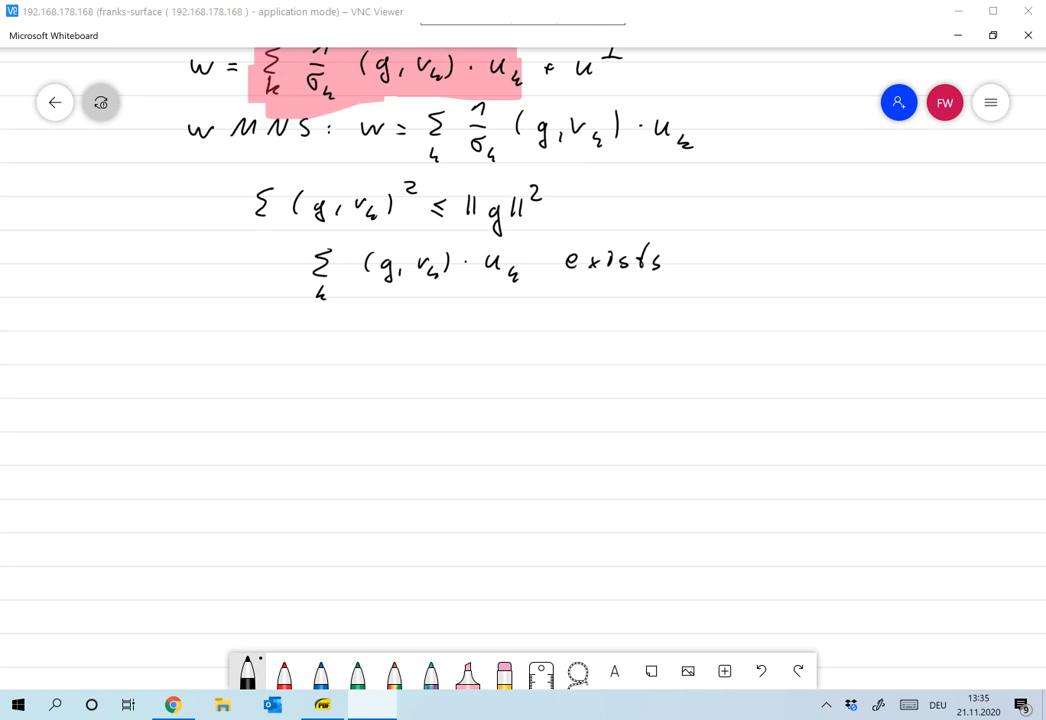 192.168.178.168 (franks-surface ( 192.168.178.168 ) - application mode) – VNC Viewer
Microsoft Whiteboard
w = Σ_k 1/σ_k (g, v_k) · u_k + u^⊥
FW
w MNS: w = Σ_k 1/σ_k (g, v_k) · u_k
Σ (g, v_k)² ≤ ||g||²
Σ_k (g, v_k) · u_k exists
A
DEU
13:35
21.11.2020
9